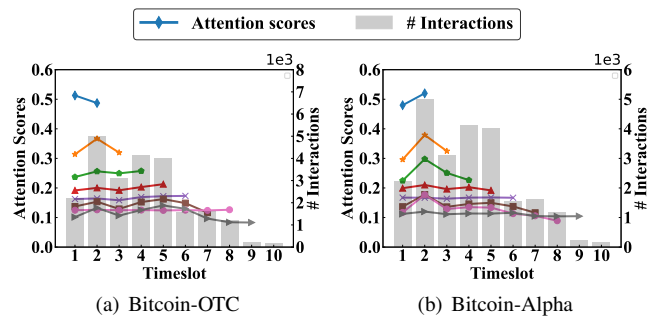 Attention scores # Interactions
1e3 1e3
0.6 8 0.6 6
0.5 7 0.5 5
0.4 6 0.4 4
0.3 5 0.3 3
0.2 4 0.2 2
0.1 3 0.1 1
0.0 2 0.0 0
1
0
Attention Scores # Interactions Attention Scores # Interactions
1 2 3 4 5 6 7 8 9 10 1 2 3 4 5 6 7 8 9 10
Timeslot Timeslot
(a) Bitcoin-OTC (b) Bitcoin-Alpha